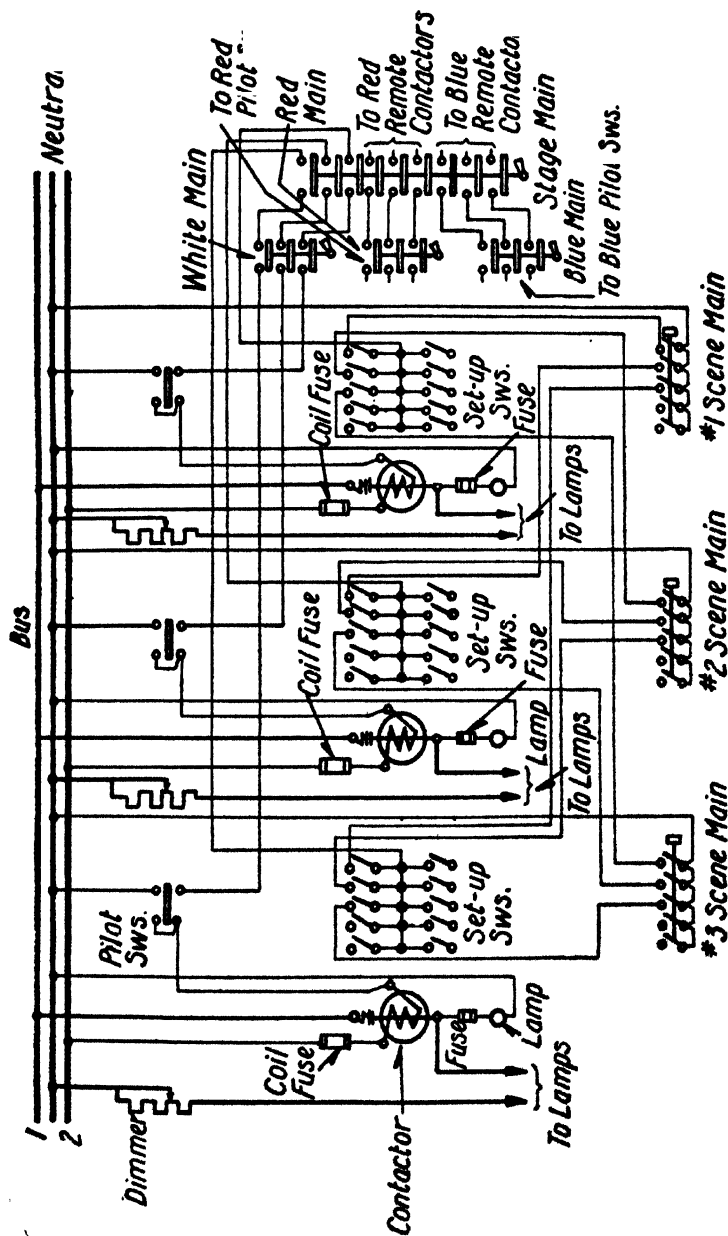 Bus
Neutra
1
2
Dimmer
Pilot
Sws.
White Main
To Red
Pilot
Red
Main
To Red
Remote
Contactors
To Blue
Remote
Contacto
Stage Main
Blue Main
To Blue Pilot Sws.
Coil
Fuse
Contactor
Fuse
Lamp
To Lamps
Set-up
Sws.
Coil Fuse
Fuse
Lamp
To Lamps
Set-up
Sws.
Coil Fuse
Fuse
To Lamps
Set-up
Sws.
#3 Scene Main
#2 Scene Main
#1 Scene Main